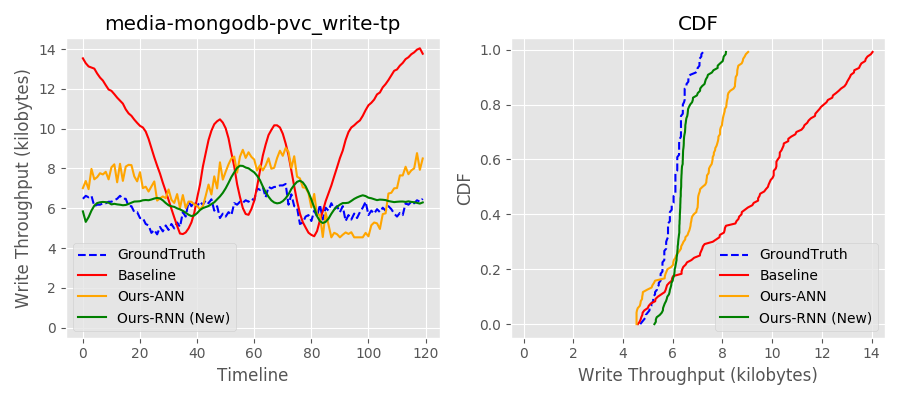 media-mongodb-pvc_write-tp
Write Throughput (kilobytes)
14
12
10
8
6
4
2
0
GroundTruth
Baseline
Ours-ANN
Ours-RNN (New)
0 20 40 60 80 100 120
Timeline
CDF
CDF
1.0
0.8
0.6
0.4
0.2
0.0
GroundTruth
Baseline
Ours-ANN
Ours-RNN (New)
0 2 4 6 8 10 12 14
Write Throughput (kilobytes)